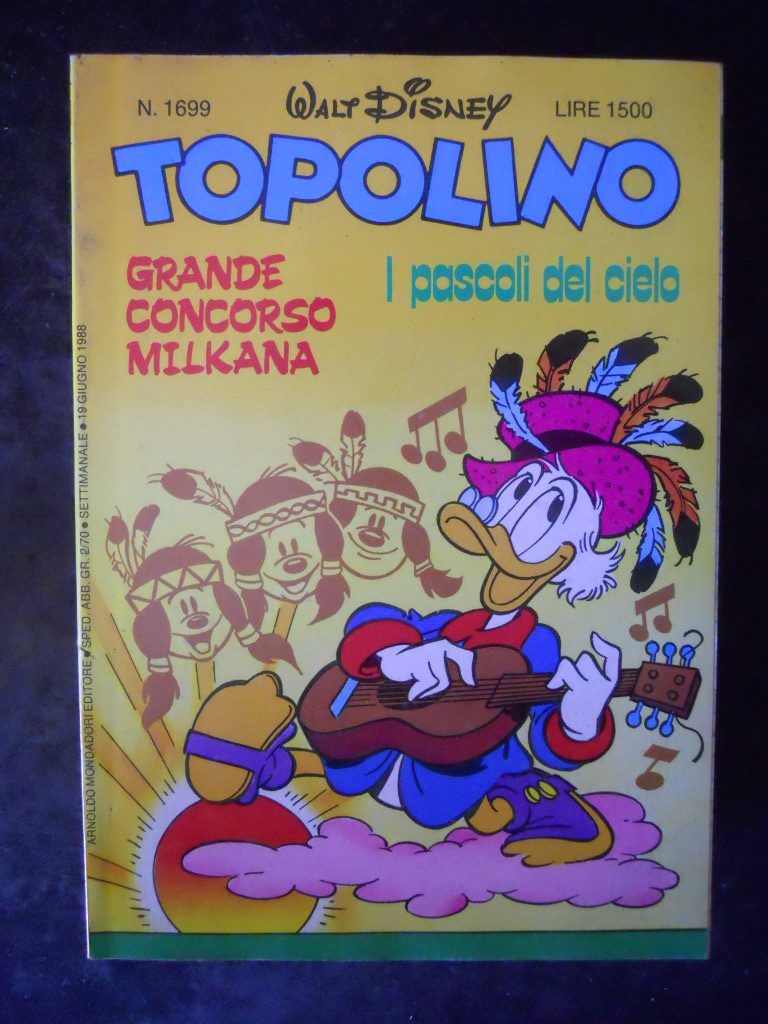 N. 1699
WALT DISNEY
LIRE 1500
TOPOLINO
GRANDE
CONCORSO
MILKANA
I pascoli del cielo
ARNOLDO MONDADORI EDITORE ● SPED. ABB. GR. 2/70 ● SETTIMANALE ● 19 GIUGNO 1988